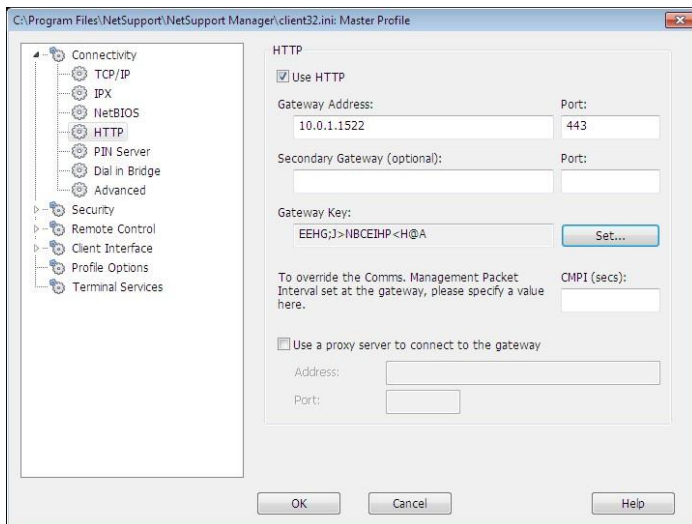 C:\Program Files\NetSupport\NetSupport Manager\client32.ini: Master Profile
Connectivity
TCP/IP
IPX
NetBIOS
HTTP
PIN Server
Dial in Bridge
Advanced
Security
Remote Control
Client Interface
Profile Options
Terminal Services
HTTP
Use HTTP
Gateway Address: Port:
10.0.1.1522 443
Secondary Gateway (optional): Port:
Gateway Key:
EEHG;J>NBCEIHP<H@A Set...
To override the Comms. Management Packet CMPI (secs):
Interval set at the gateway, please specify a value
here.
Use a proxy server to connect to the gateway
Address:
Port:
OK Cancel Help